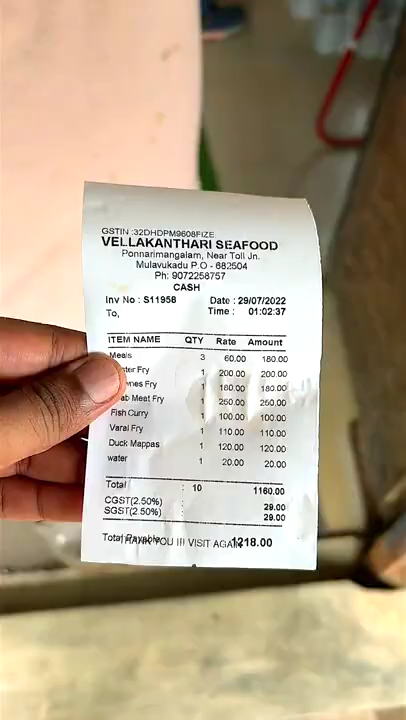 GSTIN :32DHDPM9608FIZE
VELLAKANTHARI SEAFOOD
Ponnarimangalam, Near Toll Jn.
Mulavukadu P.O - 682504
Ph: 9072258757
CASH
Inv No : S11958 Date : 29/07/2022
To, Time : 01:02:37
ITEM NAME QTY Rate Amount
Meals 3 60.00 180.00
Fry 1 200.00 200.00
Fry 1 180.00 180.00
Meat Fry 1 250.00 250.00
Fish Curry 1 100.00 100.00
Varal Fry 1 110.00 110.00
Duck Mappas 1 120.00 120.00
water 1 20.00 20.00
Total : 10 1160.00
CGST(2.50%) : 29.00
SGST(2.50%) : 29.00
Total Payable 1218.00
THANK YOU !!! VISIT AGAIN